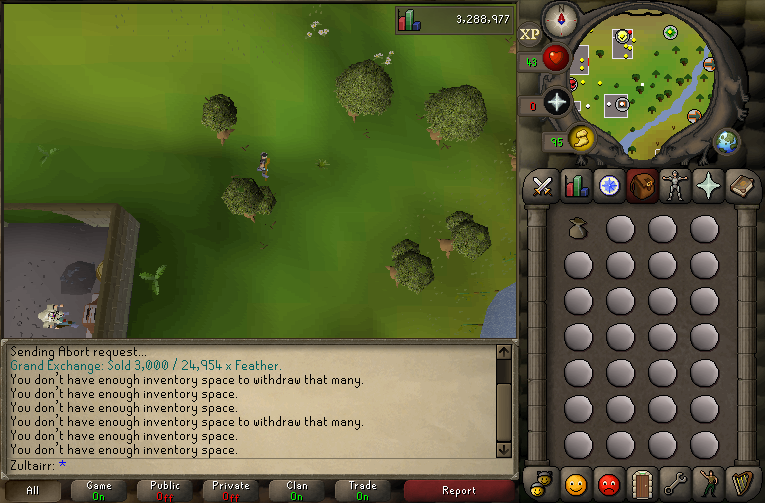 3,288,977
XP
N
43
0
95
Sending Abort request...
Grand Exchange: Sold 3,000 / 24,954 x Feather.
You don't have enough inventory space to withdraw that many.
You don't have enough inventory space.
You don't have enough inventory space.
You don't have enough inventory space to withdraw that many.
You don't have enough inventory space.
You don't have enough inventory space.
Zultairr: *
All
Game
On
Public
Off
Private
Off
Clan
On
Trade
On
Report